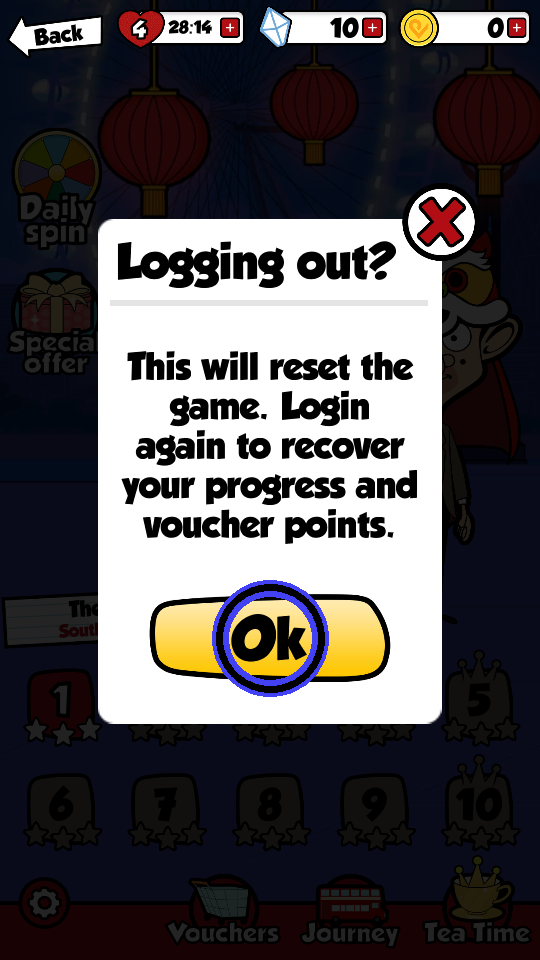 Back
4
28:14
10
0
Daily
spin
Special
offer
Logging out?
This will reset the
game. Login
again to recover
your progress and
voucher points.
Ok
The
South
1
5
6
7
8
9
10
Vouchers
Journey
Tea Time